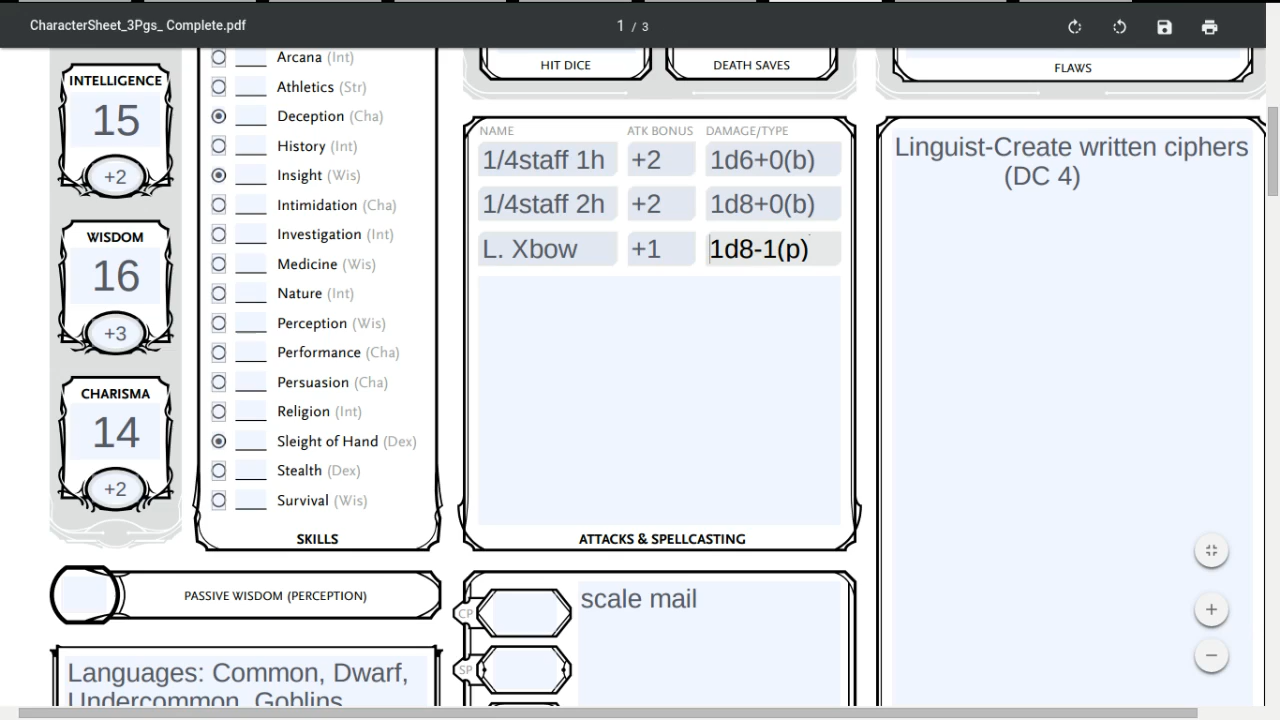 CharacterSheet_3Pgs_ Complete.pdf
1 / 3
INTELLIGENCE
15
+2
WISDOM
16
+3
CHARISMA
14
+2
Arcana (Int)
Athletics (Str)
Deception (Cha)
History (Int)
Insight (Wis)
Intimidation (Cha)
Investigation (Int)
Medicine (Wis)
Nature (Int)
Perception (Wis)
Performance (Cha)
Persuasion (Cha)
Religion (Int)
Sleight of Hand (Dex)
Stealth (Dex)
Survival (Wis)
SKILLS
PASSIVE WISDOM (PERCEPTION)
Languages: Common, Dwarf,
Undercommon, Goblins
HIT DICE
DEATH SAVES
NAME ATK BONUS DAMAGE/TYPE
1/4staff 1h +2 1d6+0(b)
1/4staff 2h +2 1d8+0(b)
L. Xbow +1 1d8-1(p)
ATTACKS & SPELLCASTING
CP
SP
scale mail
FLAWS
Linguist-Create written ciphers
(DC 4)